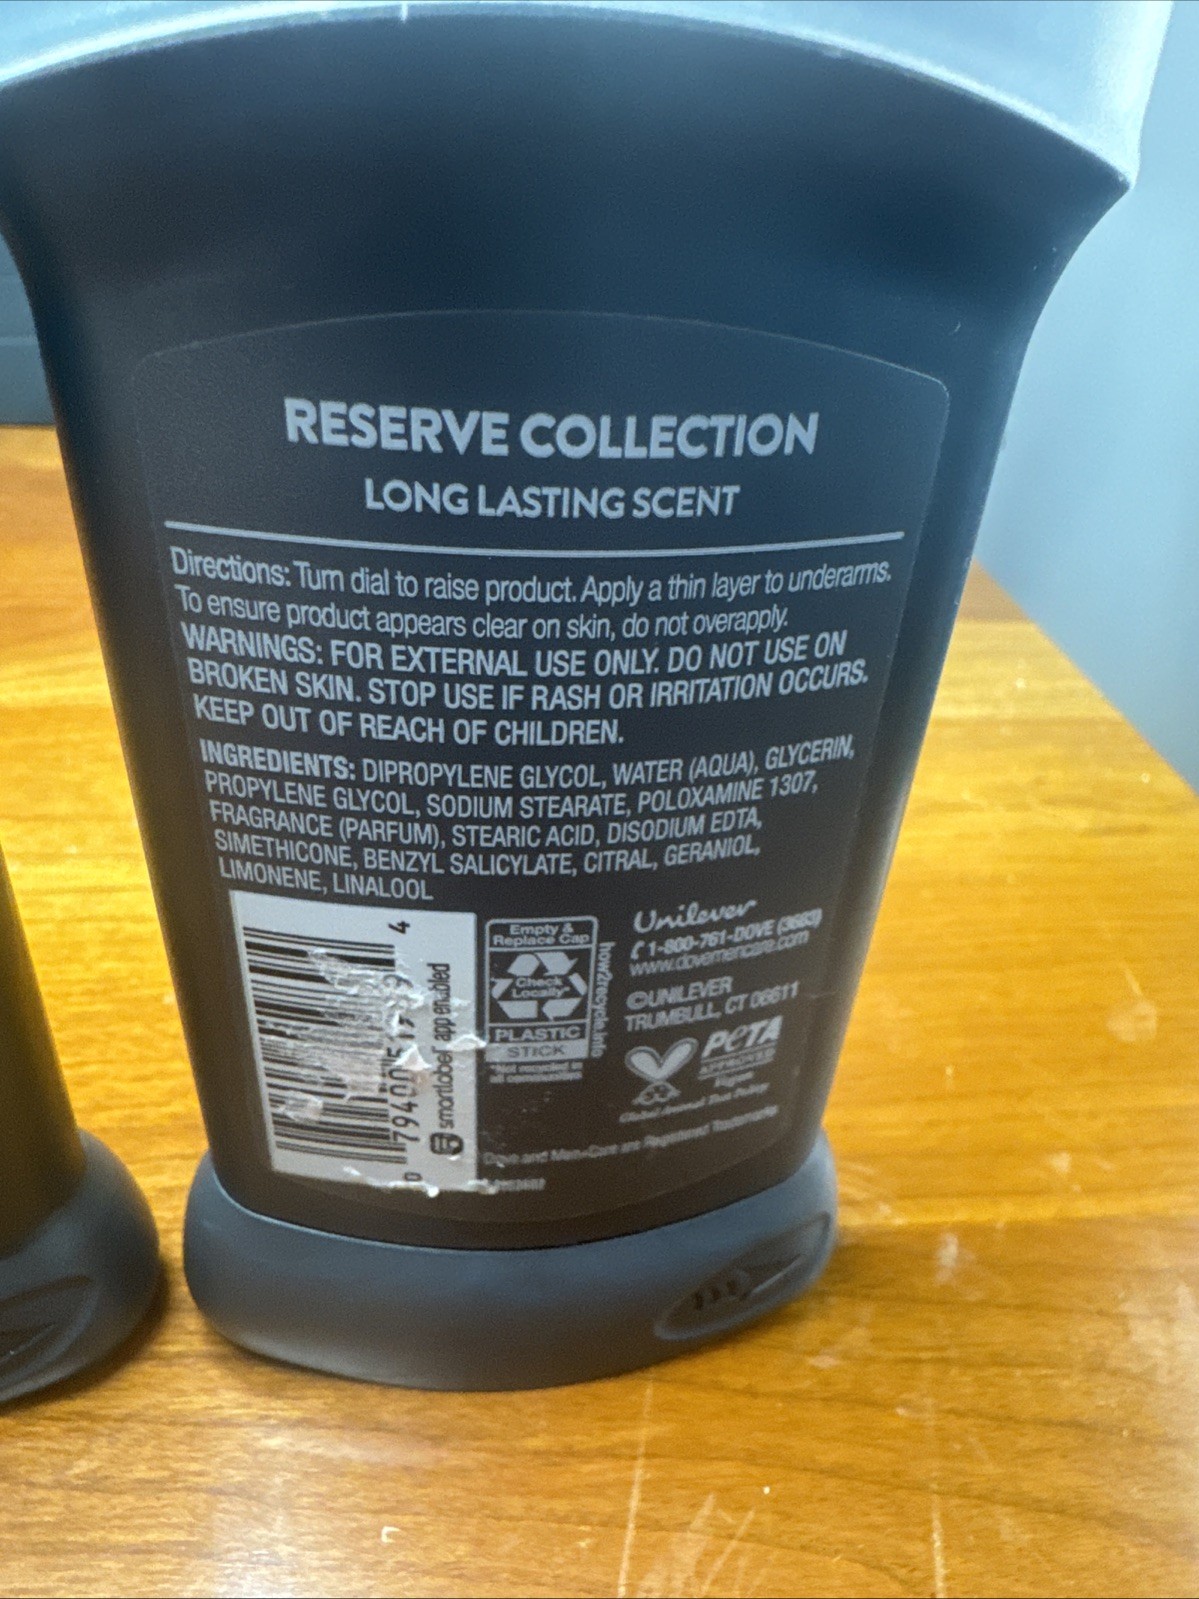 RESERVE COLLECTION
LONG LASTING SCENT
Directions: Turn dial to raise product. Apply a thin layer to underarms.
To ensure product appears clear on skin, do not overapply.
WARNINGS: FOR EXTERNAL USE ONLY. DO NOT USE ON
BROKEN SKIN. STOP USE IF RASH OR IRRITATION OCCURS.
KEEP OUT OF REACH OF CHILDREN.
INGREDIENTS: DIPROPYLENE GLYCOL, WATER (AQUA), GLYCERIN,
PROPYLENE GLYCOL, SODIUM STEARATE, POLOXAMINE 1307,
FRAGRANCE (PARFUM), STEARIC ACID, DISODIUM EDTA,
SIMETHICONE, BENZYL SALICYLATE, CITRAL, GERANIOL,
LIMONENE, LINALOOL
4
0
smartlabel app enabled
Empty &
Replace Cap
Check
Locally*
PLASTIC
STICK
*Not recycled in
all communities
how2recycle.info
Unilever
1-800-761-DOVE (3683)
www.dovemencare.com
©UNILEVER
TRUMBULL, CT 06611
PETA
APPROVED
Vegan
Global Animal Test Policy
Dove and Men+Care are Registered Trademarks